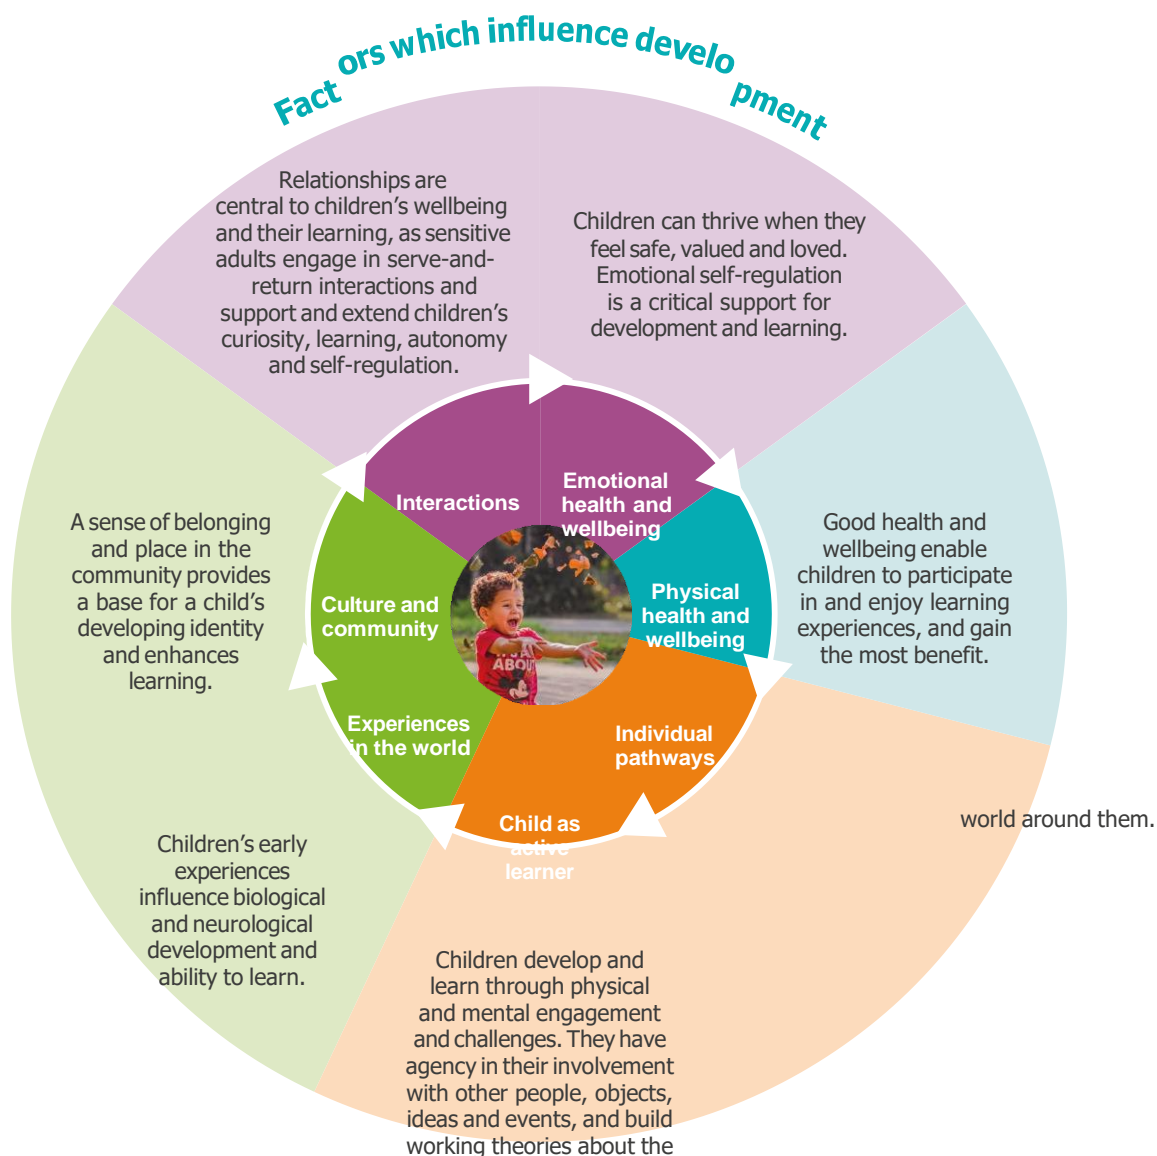 Factors which influence development
Relationships are
central to children’s wellbeing
and their learning, as sensitive
adults engage in serve-and-
return interactions and
support and extend children’s
curiosity, learning, autonomy
and self-regulation.
Children can thrive when they
feel safe, valued and loved.
Emotional self-regulation
is a critical support for
development and learning.
Interactions
Emotional
health and
wellbeing
A sense of belonging
and place in the
community provides
a base for a child’s
developing identity
and enhances
learning.
Culture and
community
Physical
health and
wellbeing
Good health and
wellbeing enable
children to participate
in and enjoy learning
experiences, and gain
the most benefit.
ABOU
Experiences
in the world
Individual
pathways
Child as
active
learner
world around them.
Children’s early
experiences
influence biological
and neurological
development and
ability to learn.
Children develop and
learn through physical
and mental engagement
and challenges. They have
agency in their involvement
with other people, objects,
ideas and events, and build
working theories about the